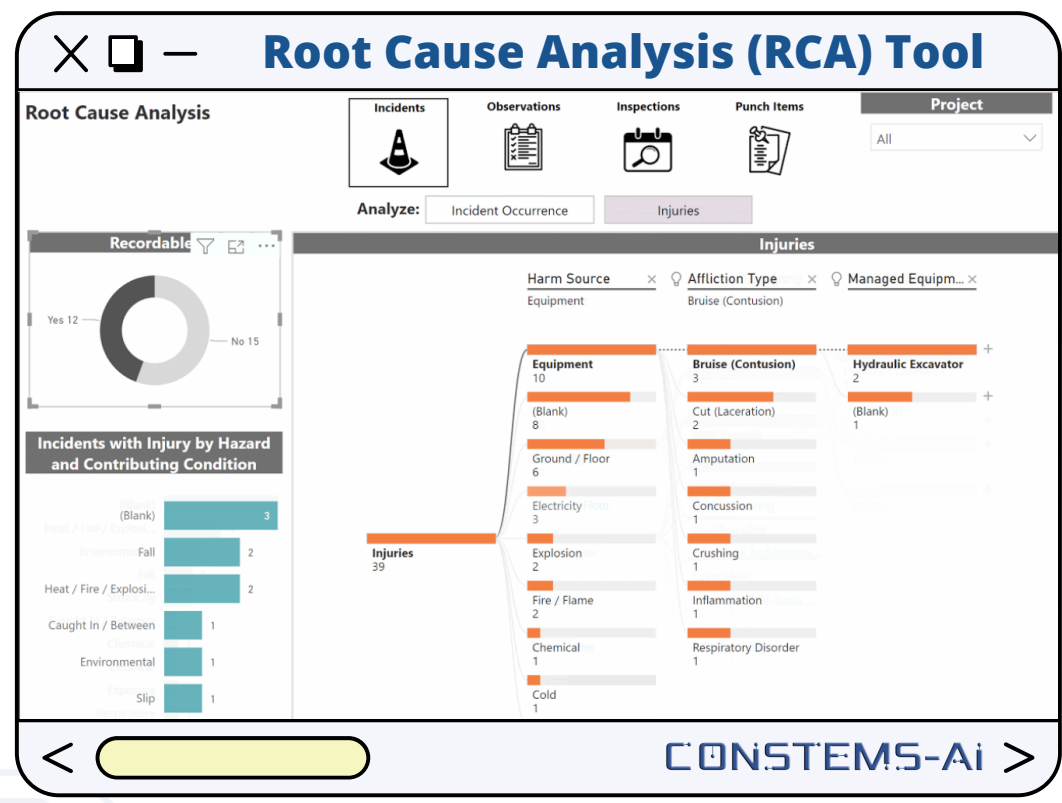 Root Cause Analysis (RCA) Tool
Root Cause Analysis
Incidents
Observations
Inspections
Punch Items
Project
All
Analyze:
Incident Occurrence
Injuries
Recordable
Yes 12
No 15
Incidents with Injury by Hazard
and Contributing Condition
(Blank)
3
Fall
2
Heat / Fire / Explosi...
2
Caught In / Between
1
Environmental
1
Slip
1
Injuries
Harm Source
Equipment
Affliction Type
Bruise (Contusion)
Managed Equipm...
Injuries
39
Equipment
10
(Blank)
8
Ground / Floor
6
Electricity
3
Explosion
2
Fire / Flame
2
Chemical
1
Cold
1
Bruise (Contusion)
3
Cut (Laceration)
2
Amputation
1
Concussion
1
Crushing
1
Inflammation
1
Respiratory Disorder
1
Hydraulic Excavator
2
(Blank)
1
CONSTEMS-Ai